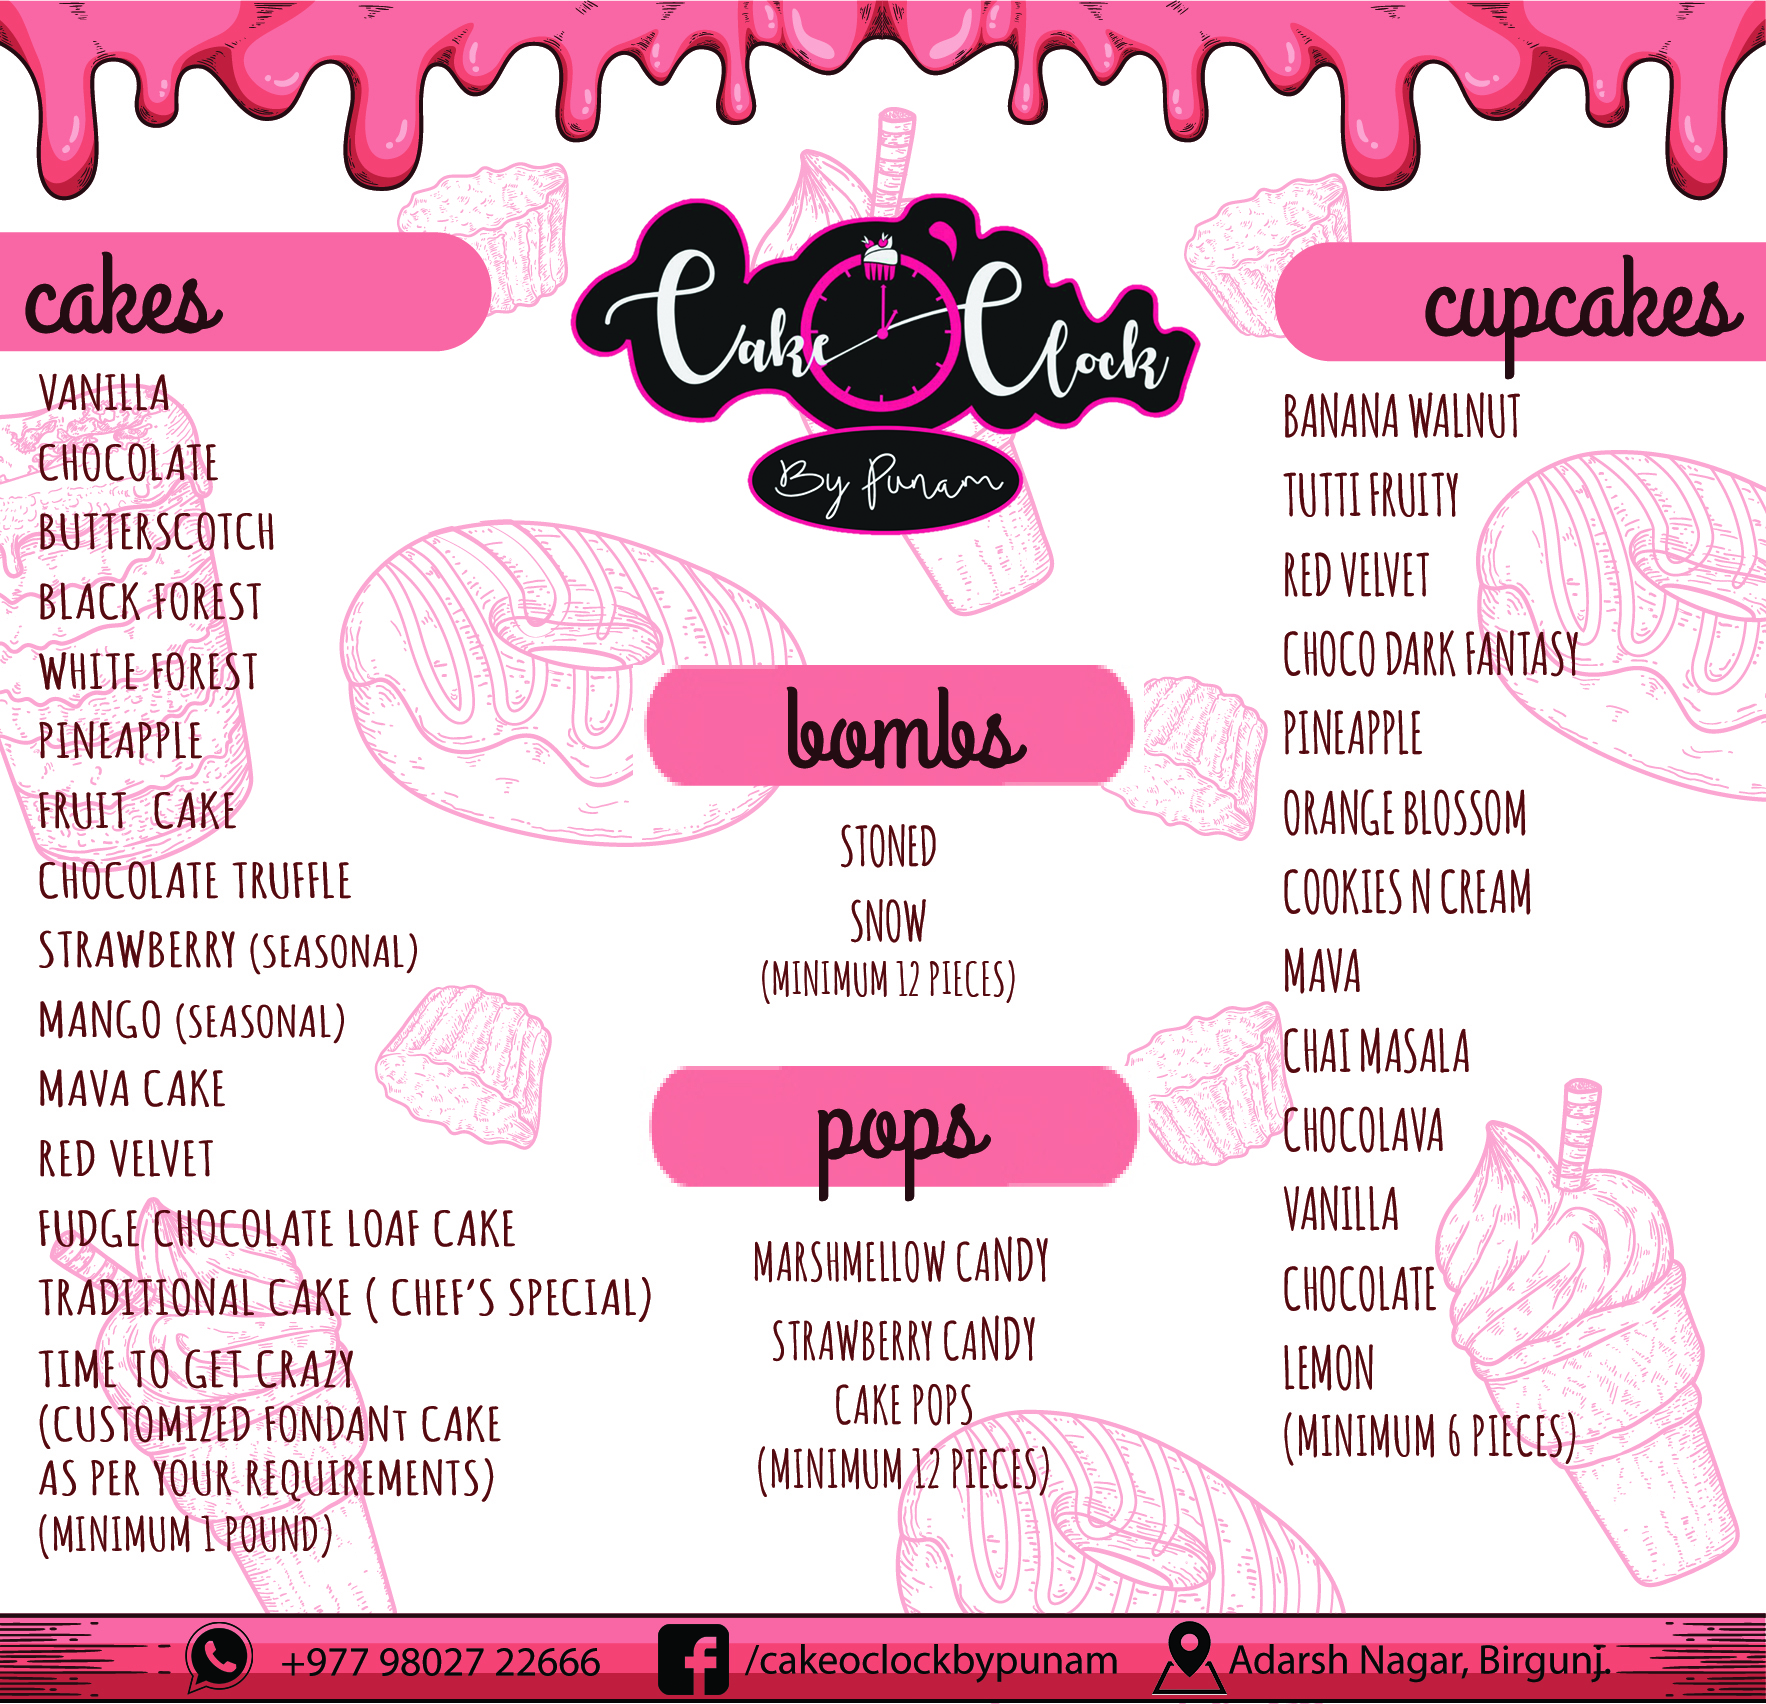 Cake O'Clock
By Punam
cakes
VANILLA
CHOCOLATE
BUTTERSCOTCH
BLACK FOREST
WHITE FOREST
PINEAPPLE
FRUIT CAKE
CHOCOLATE TRUFFLE
STRAWBERRY (SEASONAL)
MANGO (SEASONAL)
MAVA CAKE
RED VELVET
FUDGE CHOCOLATE LOAF CAKE
TRADITIONAL CAKE ( CHEF'S SPECIAL)
TIME TO GET CRAZY
(CUSTOMIZED FONDANT CAKE
AS PER YOUR REQUIREMENTS)
(MINIMUM 1 POUND)
bombs
STONED
SNOW
(MINIMUM 12 PIECES)
pops
MARSHMELLOW CANDY
STRAWBERRY CANDY
CAKE POPS
(MINIMUM 12 PIECES)
cupcakes
BANANA WALNUT
TUTTI FRUITY
RED VELVET
CHOCO DARK FANTASY
PINEAPPLE
ORANGE BLOSSOM
COOKIES N CREAM
MAVA
CHAI MASALA
CHOCOLAVA
VANILLA
CHOCOLATE
LEMON
(MINIMUM 6 PIECES)
+977 98027 22666
/cakeoclockbypunam
Adarsh Nagar, Birgunj.